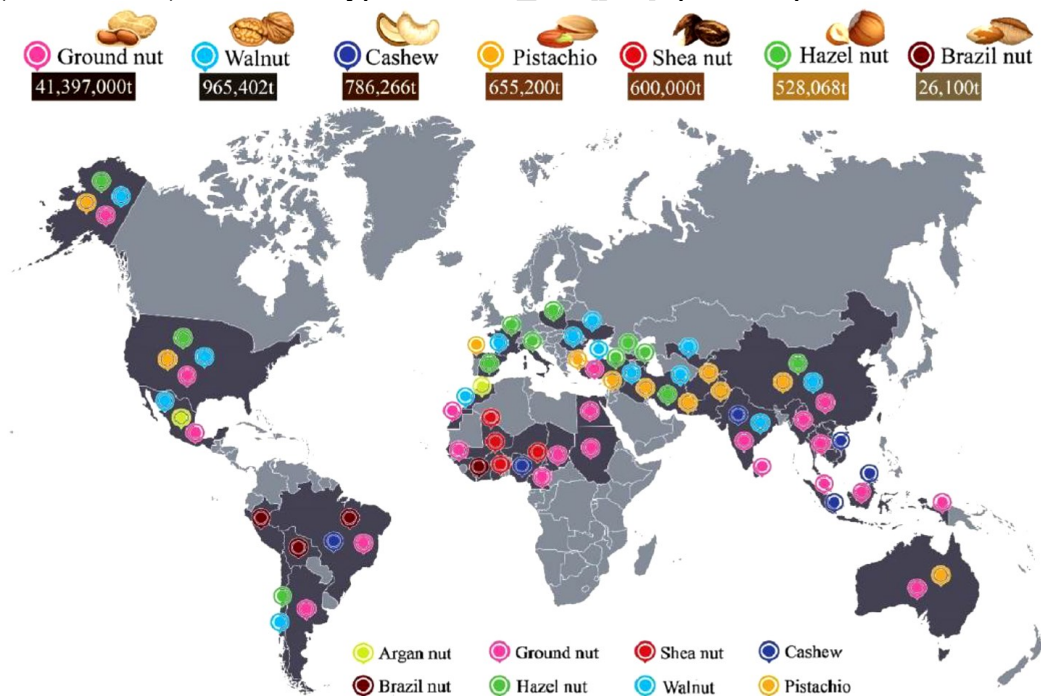 Ground nut Walnut Cashew Pistachio Shea nut Hazel nut Brazil nut
41,397,000t 965,402t 786,266t 655,200t 600,000t 528,068t 26,100t
Argan nut Ground nut Shea nut Cashew
Brazil nut Hazel nut Walnut Pistachio